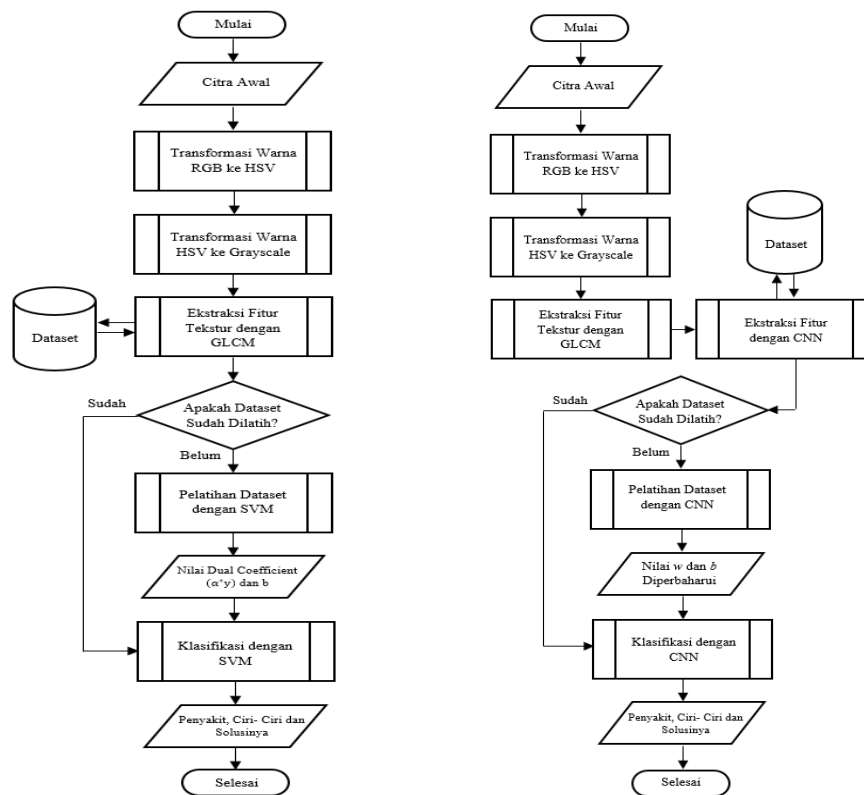 Mulai
Citra Awal
Transformasi Warna
RGB ke HSV
Transformasi Warna
HSV ke Grayscale
Ekstraksi Fitur
Tekstur dengan
GLCM
Dataset
Apakah Dataset
Sudah Dilatih?
Sudah
Belum
Pelatihan Dataset
dengan SVM
Nilai Dual Coefficient
(α*y) dan b
Klasifikasi dengan
SVM
Penyakit, Ciri- Ciri dan
Solusinya
Selesai
Mulai
Citra Awal
Transformasi Warna
RGB ke HSV
Transformasi Warna
HSV ke Grayscale
Ekstraksi Fitur
Tekstur dengan
GLCM
Dataset
Ekstraksi Fitur
dengan CNN
Apakah Dataset
Sudah Dilatih?
Sudah
Belum
Pelatihan Dataset
dengan CNN
Nilai w dan b
Diperbaharui
Klasifikasi dengan
CNN
Penyakit, Ciri- Ciri dan
Solusinya
Selesai